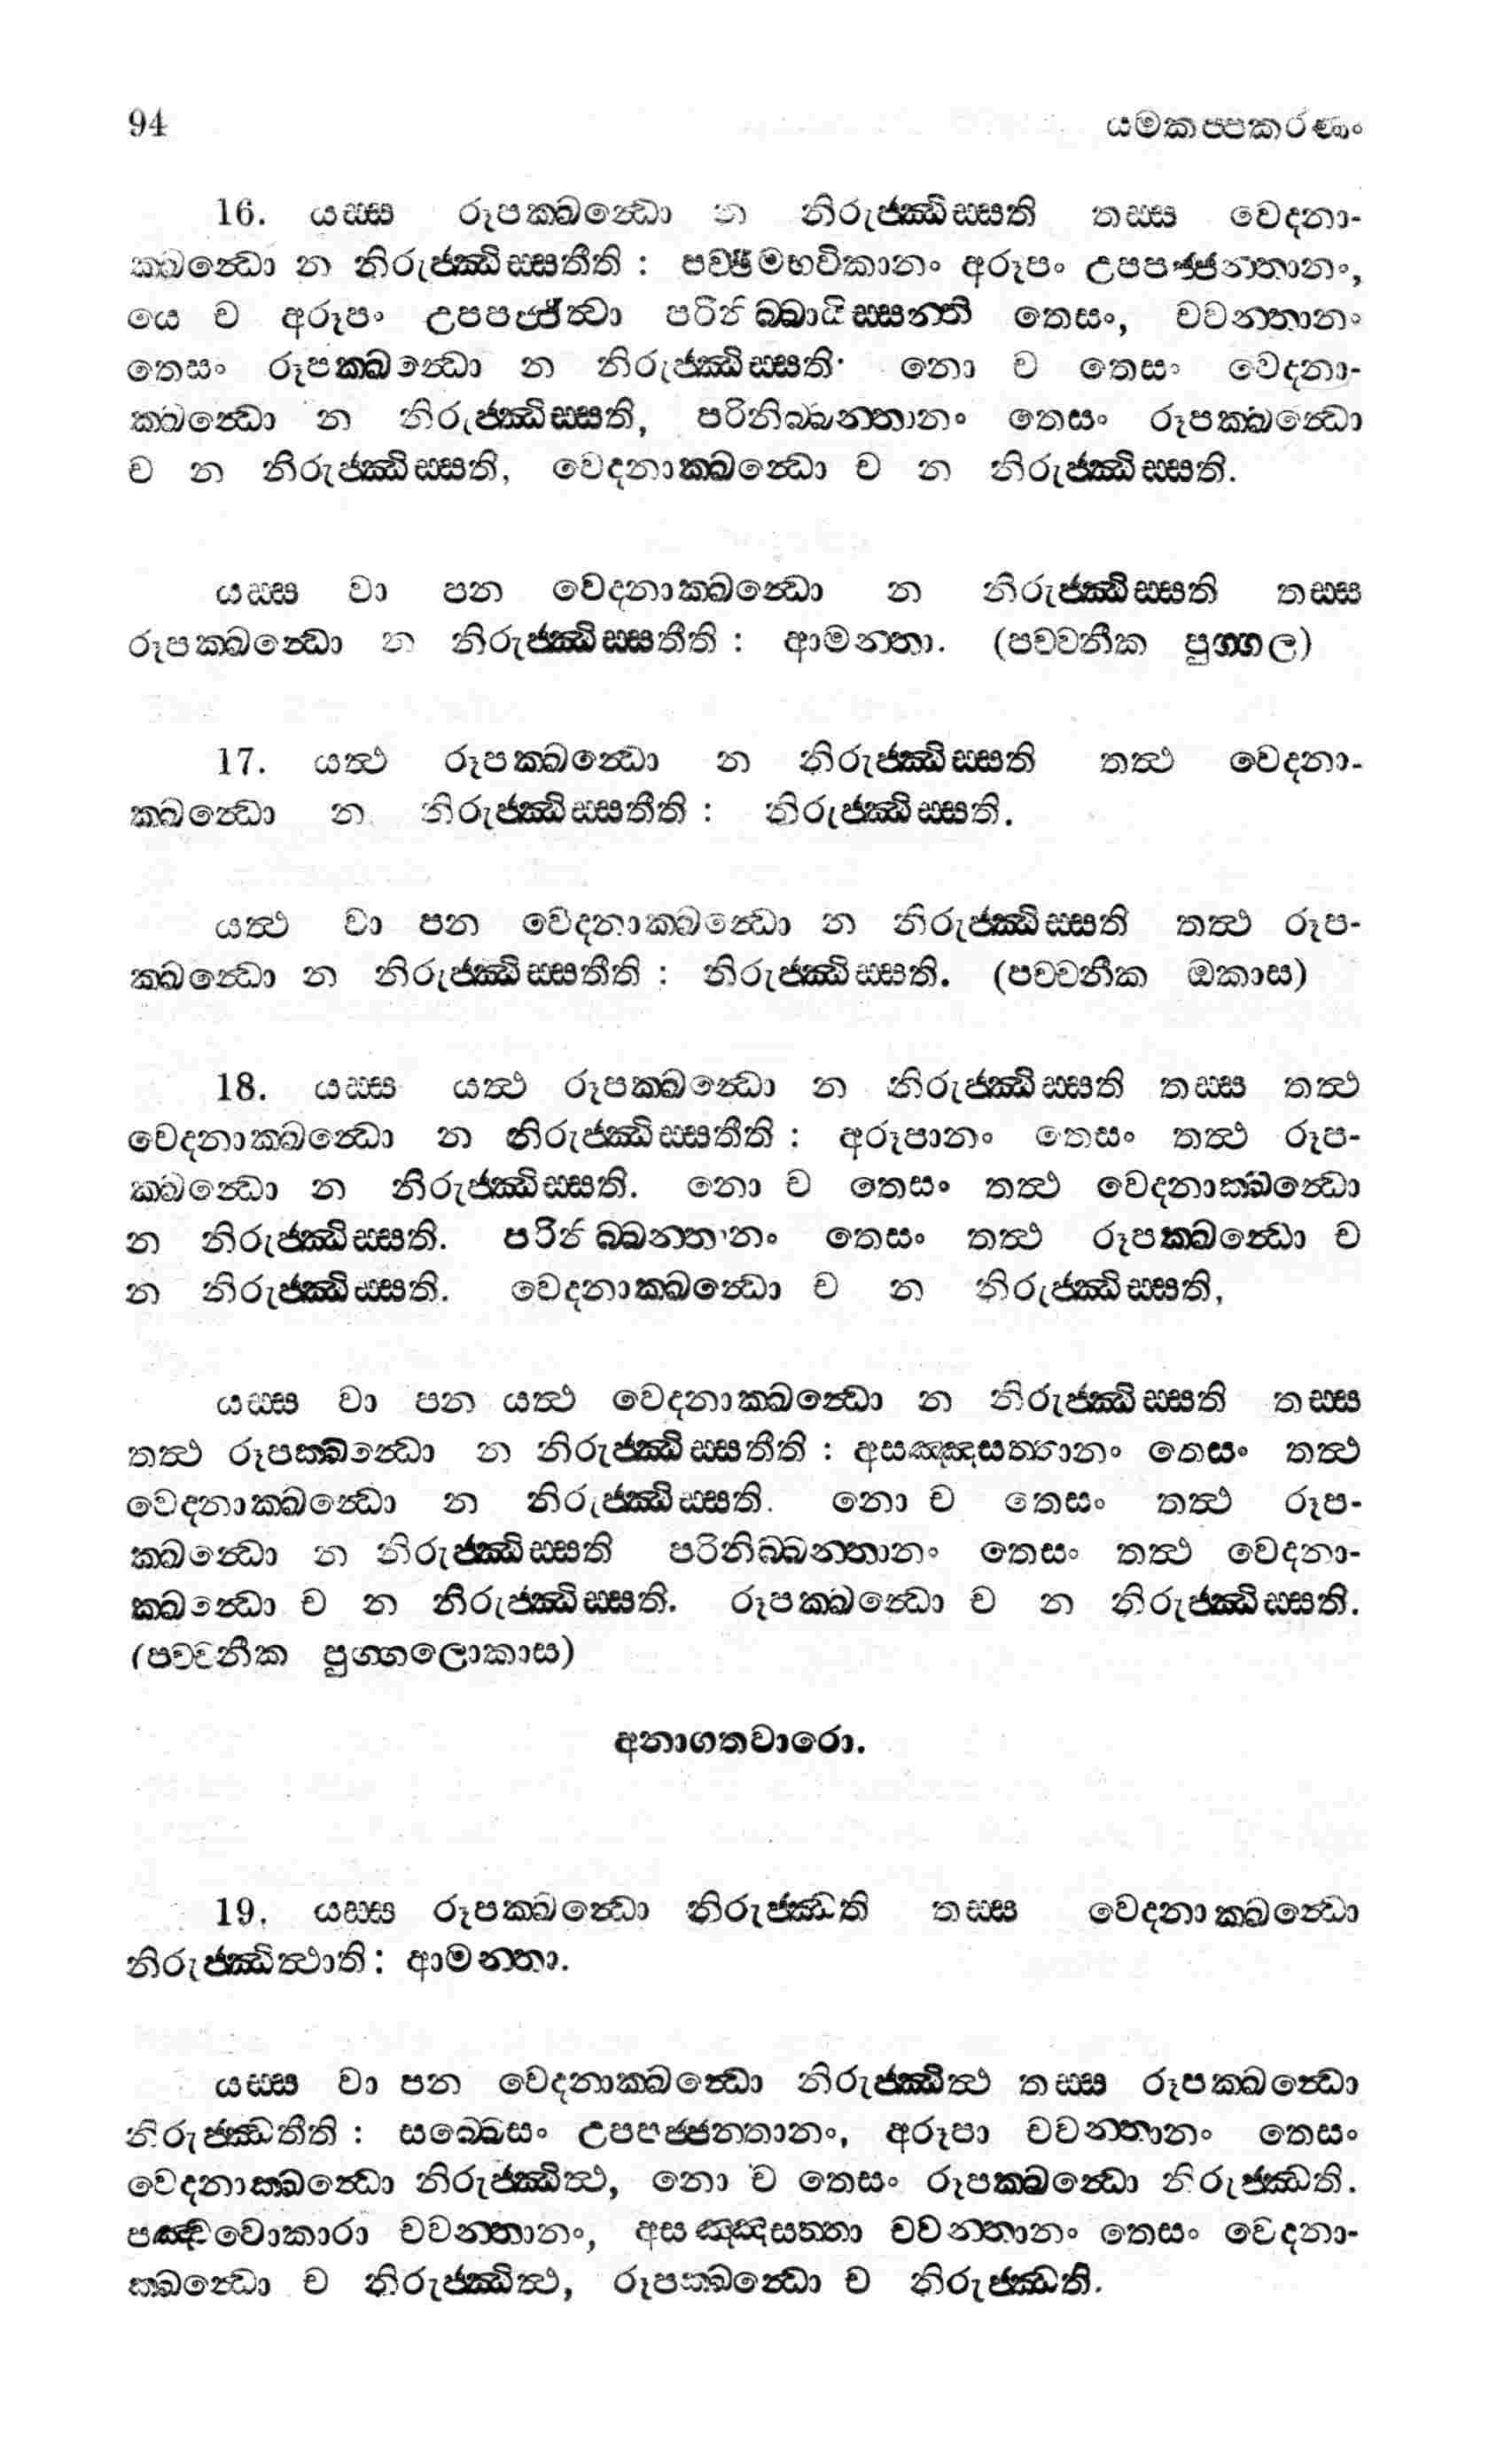 94 යමකප්පකරණං
16. යස්ස රූපක්ඛන්ධො න නිරුජ්ඣිස්සති තස්ස වෙදනා-
ක්ඛන්ධො න නිරුජ්ඣිස්සතීති : පච්ඡිමභවිකානං අරූපං උපපජ්ජන්තානං,
යෙ ච අරූපං උපපජ්ජිත්වා පරිනිබ්බායිස්සන්ති තෙසං, චවන්තානං
තෙසං රූපක්ඛන්ධො න නිරුජ්ඣිස්සති. නො ච තෙසං වෙදනා-
ක්ඛන්ධො න නිරුජ්ඣිස්සති, පරිනිබ්බන්තානං තෙසං රූපක්ඛන්ධො
ච න නිරුජ්ඣිස්සති, වෙදනාක්ඛන්ධො ච න නිරුජ්ඣිස්සති.
යස්ස වා පන වෙදනාක්ඛන්ධො න නිරුජ්ඣිස්සති තස්ස
රූපක්ඛන්ධො න නිරුජ්ඣිස්සතීති : ආමන්තා. (පච්චනීක පුග්ගල)
17. යත්ථ රූපක්ඛන්ධො න නිරුජ්ඣිස්සති තත්ථ වෙදනා-
ක්ඛන්ධො න නිරුජ්ඣිස්සතීති : නිරුජ්ඣිස්සති.
යත්ථ වා පන වෙදනාක්ඛන්ධො න නිරුජ්ඣිස්සති තත්ථ රූප-
ක්ඛන්ධො න නිරුජ්ඣිස්සතීති : නිරුජ්ඣිස්සති. (පච්චනීක ඔකාස)
18. යස්ස යත්ථ රූපක්ඛන්ධො න නිරුජ්ඣිස්සති තස්ස තත්ථ
වෙදනාක්ඛන්ධො න නිරුජ්ඣිස්සතීති : අරූපානං තෙසං තත්ථ රූප-
ක්ඛන්ධො න නිරුජ්ඣිස්සති. නො ච තෙසං තත්ථ වෙදනාක්ඛන්ධො
න නිරුජ්ඣිස්සති. පරිනිබ්බන්තානං තෙසං තත්ථ රූපක්ඛන්ධො ච
න නිරුජ්ඣිස්සති. වෙදනාක්ඛන්ධො ච න නිරුජ්ඣිස්සති,
යස්ස වා පන යත්ථ වෙදනාක්ඛන්ධො න නිරුජ්ඣිස්සති තස්ස
තත්ථ රූපක්ඛන්ධො න නිරුජ්ඣිස්සතීති : අසඤ්ඤසත්තානං තෙසං තත්ථ
වෙදනාක්ඛන්ධො න නිරුජ්ඣිස්සති. නො ච තෙසං තත්ථ රූප-
ක්ඛන්ධො න නිරුජ්ඣිස්සති පරිනිබ්බන්තානං තෙසං තත්ථ වෙදනා-
ක්ඛන්ධො ච න නිරුජ්ඣිස්සති. රූපක්ඛන්ධො ච න නිරුජ්ඣිස්සති.
(පච්චනීක පුග්ගලොකාස)
අනාගතවාරො.
19. යස්ස රූපක්ඛන්ධො නිරුජ්ඣති තස්ස වෙදනාක්ඛන්ධො
නිරුජ්ඣිත්ථාති : ආමන්තා.
යස්ස වා පන වෙදනාක්ඛන්ධො නිරුජ්ඣිත්ථ තස්ස රූපක්ඛන්ධො
නිරුජ්ඣතීති : සබ්බෙසං උපපජ්ජන්තානං, අරූපා චවන්තානං තෙසං
වෙදනාක්ඛන්ධො නිරුජ්ඣිත්ථ, නො ච තෙසං රූපක්ඛන්ධො නිරුජ්ඣති.
පඤ්චවොකාරා චවන්තානං, අසඤ්ඤසත්තා චවන්තානං තෙසං වෙදනා-
ක්ඛන්ධො ච නිරුජ්ඣිත්ථ, රූපක්ඛන්ධො ච නිරුජ්ඣති.